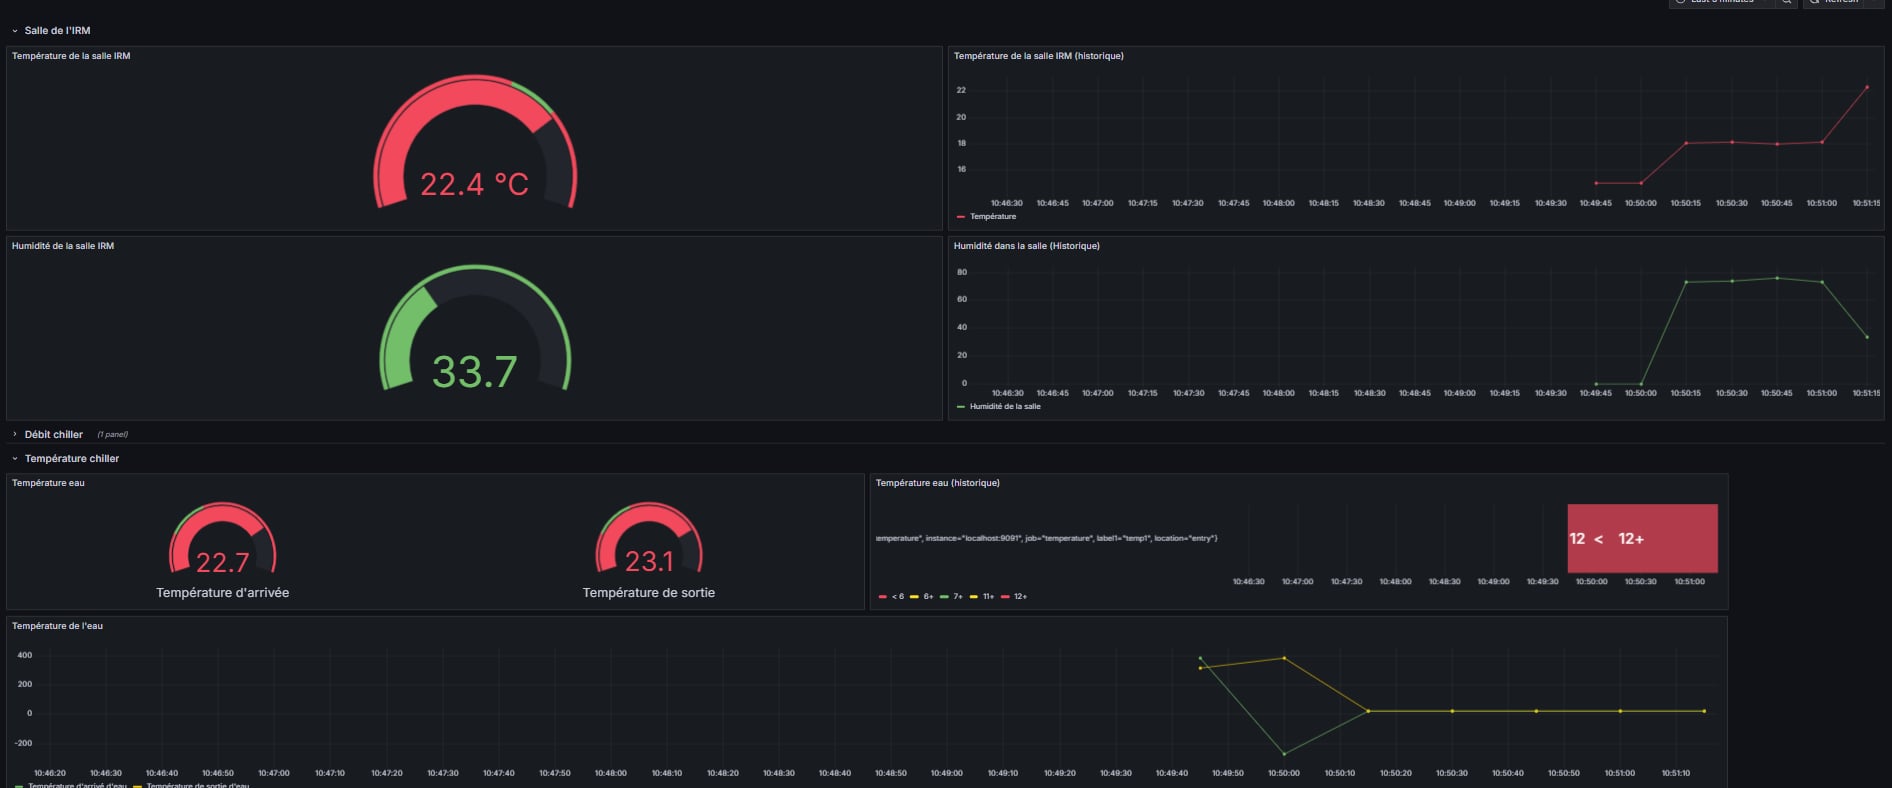 Last 5 minutes
Refresh
Salle de l'IRM
Température de la salle IRM
22.4 °C
Température de la salle IRM (historique)
22
20
18
16
10:46:30 10:46:45 10:47:00 10:47:15 10:47:30 10:47:45 10:48:00 10:48:15 10:48:30 10:48:45 10:49:00 10:49:15 10:49:30 10:49:45 10:50:00 10:50:15 10:50:30 10:50:45 10:51:00 10:51:15
Température
Humidité de la salle IRM
33.7
Humidité dans la salle (Historique)
80
60
40
20
0
10:46:30 10:46:45 10:47:00 10:47:15 10:47:30 10:47:45 10:48:00 10:48:15 10:48:30 10:48:45 10:49:00 10:49:15 10:49:30 10:49:45 10:50:00 10:50:15 10:50:30 10:50:45 10:51:00 10:51:15
Humidité de la salle
Débit chiller (1 panel)
Température chiller
Température eau
22.7
Température d'arrivée
23.1
Température de sortie
Température eau (historique)
emperature", instance="localhost:9091", job="temperature", label1="temp1", location="entry"}
12 < 12+
10:46:30 10:47:00 10:47:30 10:48:00 10:48:30 10:49:00 10:49:30 10:50:00 10:50:30 10:51:00
< 6 6+ 7+ 11+ 12+
Température de l'eau
400
200
0
-200
10:46:20 10:46:30 10:46:40 10:46:50 10:47:00 10:47:10 10:47:20 10:47:30 10:47:40 10:47:50 10:48:00 10:48:10 10:48:20 10:48:30 10:48:40 10:48:50 10:49:00 10:49:10 10:49:20 10:49:30 10:49:40 10:49:50 10:50:00 10:50:10 10:50:20 10:50:30 10:50:40 10:50:50 10:51:00 10:51:10
Température d'arrivé d'eau Température de sortie d'eau